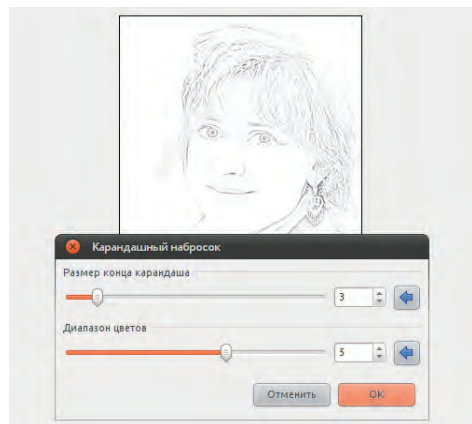 Карандашный набросок
Размер конца карандаша
3
Диапазон цветов
5
Отменить OK